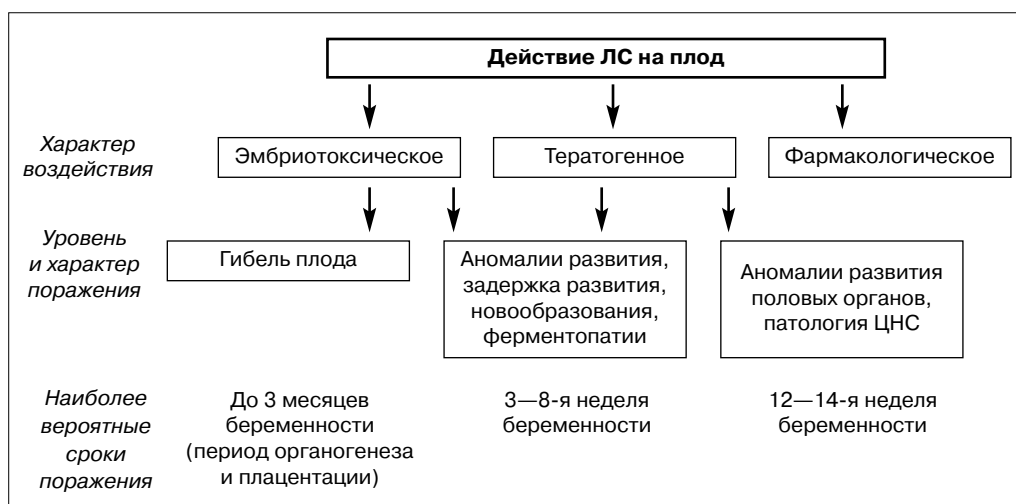 Действие ЛС на плод
Характер
воздействия
Эмбриотоксическое
Тератогенное
Фармакологическое
Уровень
и характер
поражения
Гибель плода
Аномалии развития,
задержка развития,
новообразования,
ферментопатии
Аномалии развития
половых органов,
патология ЦНС
Наиболее
вероятные
сроки
поражения
До 3 месяцев
беременности
(период органогенеза
и плацентации)
3—8-я неделя
беременности
12—14-я неделя
беременности